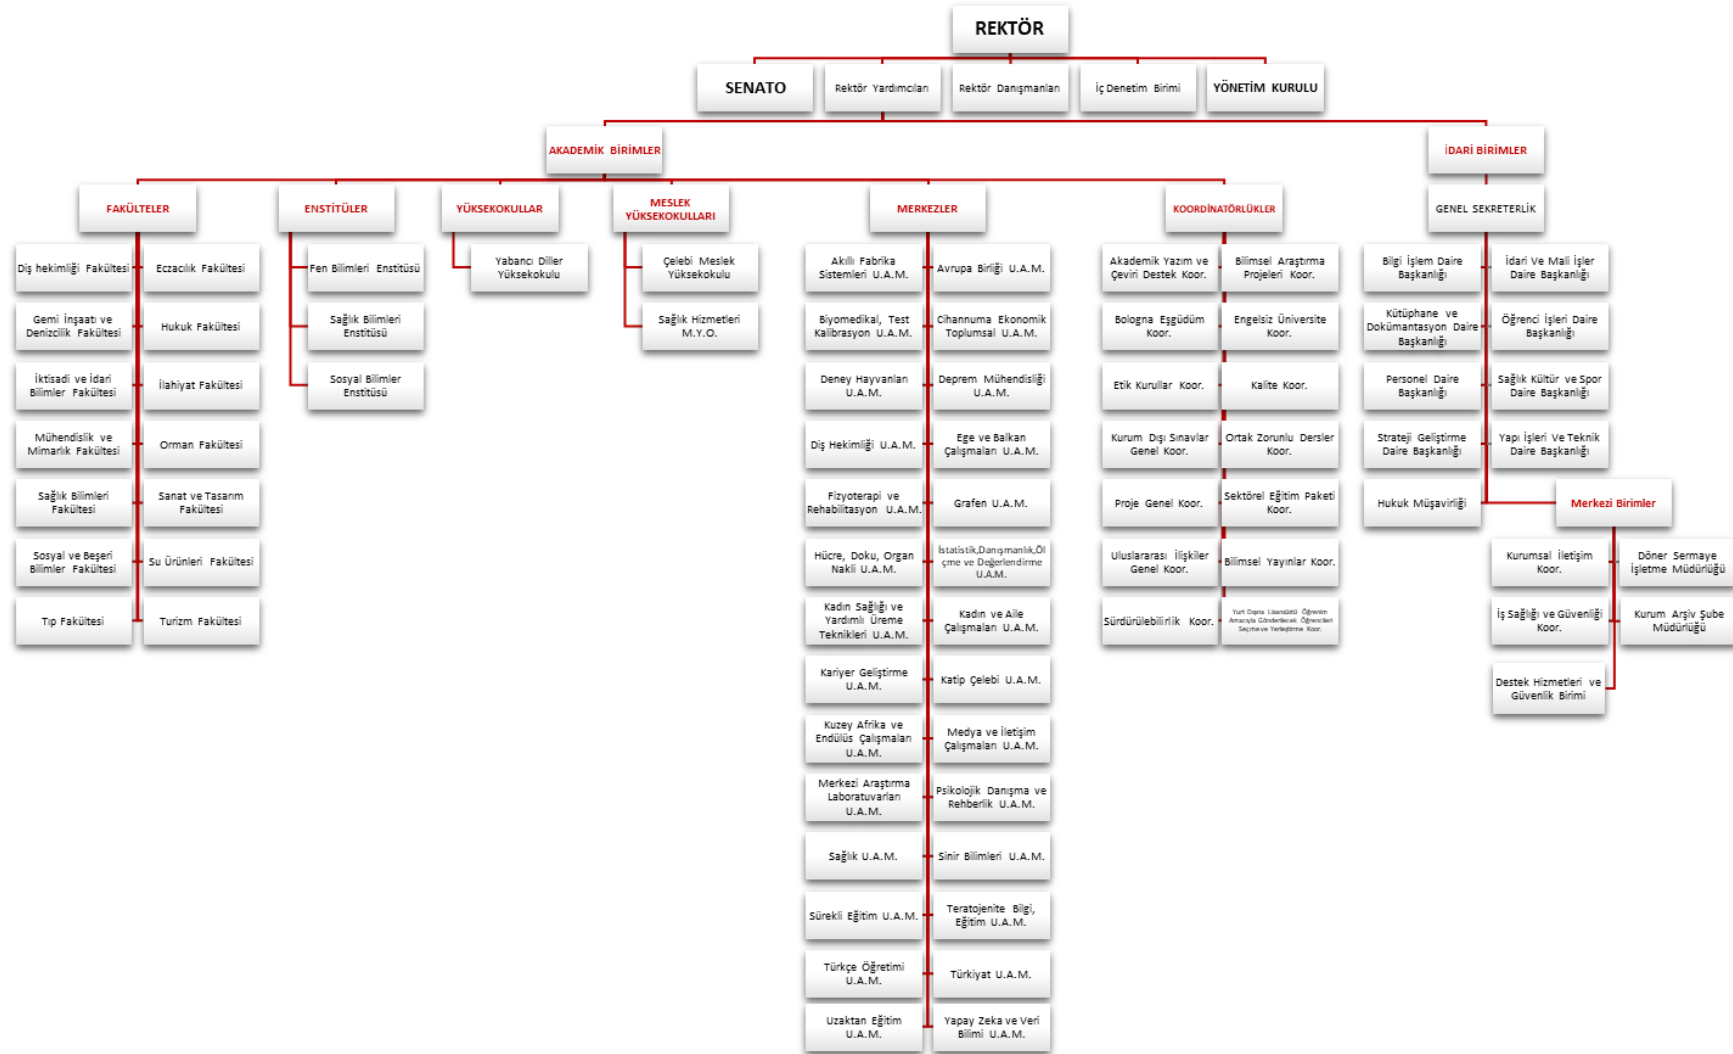 REKTÖR
SENATO
Rektör Yardımcıları
Rektör Danışmanları
İç Denetim Birimi
YÖNETİM KURULU
AKADEMİK BİRİMLER
İDARİ BİRİMLER
FAKÜLTELER
ENSTİTÜLER
YÜKSEKOKULLAR
MESLEK
YÜKSEKOKULLARI
MERKEZLER
KOORDİNATÖRLÜKLER
GENEL SEKRETERLİK
Diş hekimliği Fakültesi
Eczacılık Fakültesi
Gemi İnşaatı ve
Denizcilik Fakültesi
Hukuk Fakültesi
İktisadi ve İdari
Bilimler Fakültesi
İlahiyat Fakültesi
Mühendislik ve
Mimarlık Fakültesi
Orman Fakültesi
Sağlık Bilimleri
Fakültesi
Sanat ve Tasarım
Fakültesi
Sosyal ve Beşeri
Bilimler Fakültesi
Su Ürünleri Fakültesi
Tıp Fakültesi
Turizm Fakültesi
Fen Bilimleri Enstitüsü
Sağlık Bilimleri
Enstitüsü
Sosyal Bilimler
Enstitüsü
Yabancı Diller
Yüksekokulu
Çelebi Meslek
Yüksekokulu
Sağlık Hizmetleri
M.Y.O.
Akıllı Fabrika
Sistemleri U.A.M.
Avrupa Birliği U.A.M.
Biyomedikal, Test
Kalibrasyon U.A.M.
Cihannuma Ekonomik
Toplumsal U.A.M.
Deney Hayvanları
U.A.M.
Deprem Mühendisliği
U.A.M.
Diş Hekimliği U.A.M.
Ege ve Balkan
Çalışmaları U.A.M.
Fizyoterapi ve
Rehabilitasyon U.A.M.
Grafen U.A.M.
Hücre, Doku, Organ
Nakli U.A.M.
İstatistik,Danışmanlık,Öl
çme ve Değerlendirme
U.A.M.
Kadın Sağlığı ve
Yardımlı Üreme
Teknikleri U.A.M.
Kadın ve Aile
Çalışmaları U.A.M.
Kariyer Geliştirme
U.A.M.
Katip Çelebi U.A.M.
Kuzey Afrika ve
Endülüs Çalışmaları
U.A.M.
Medya ve İletişim
Çalışmaları U.A.M.
Merkezi Araştırma
Laboratuvarları
U.A.M.
Psikolojik Danışma ve
Rehberlik U.A.M.
Sağlık U.A.M.
Sinir Bilimleri U.A.M.
Sürekli Eğitim U.A.M.
Teratojenite Bilgi,
Eğitim U.A.M.
Türkçe Öğretimi
U.A.M.
Türkiyat U.A.M.
Uzaktan Eğitim
U.A.M.
Yapay Zeka ve Veri
Bilimi U.A.M.
Akademik Yazım ve
Çeviri Destek Koor.
Bilimsel Araştırma
Projeleri Koor.
Bologna Eşgüdüm
Koor.
Engelsiz Üniversite
Koor.
Etik Kurullar Koor.
Kalite Koor.
Kurum Dışı Sınavlar
Genel Koor.
Ortak Zorunlu Dersler
Koor.
Proje Genel Koor.
Sektörel Eğitim Paketi
Koor.
Uluslararası İlişkiler
Genel Koor.
Bilimsel Yayınlar Koor.
Sürdürülebilirlik Koor.
Yurt Dışına Lisansüstü Öğrenim
Amacıyla Gönderilecek Öğrencileri
Seçme ve Yerleştirme Koor.
Bilgi İşlem Daire
Başkanlığı
İdari Ve Mali İşler
Daire Başkanlığı
Kütüphane ve
Dokümantasyon Daire
Başkanlığı
Öğrenci İşleri Daire
Başkanlığı
Personel Daire
Başkanlığı
Sağlık Kültür ve Spor
Daire Başkanlığı
Strateji Geliştirme
Daire Başkanlığı
Yapı İşleri Ve Teknik
Daire Başkanlığı
Hukuk Müşavirliği
Merkezi Birimler
Kurumsal İletişim
Koor.
Döner Sermaye
İşletme Müdürlüğü
İş Sağlığı ve Güvenliği
Koor.
Kurum Arşiv Şube
Müdürlüğü
Destek Hizmetleri ve
Güvenlik Birimi